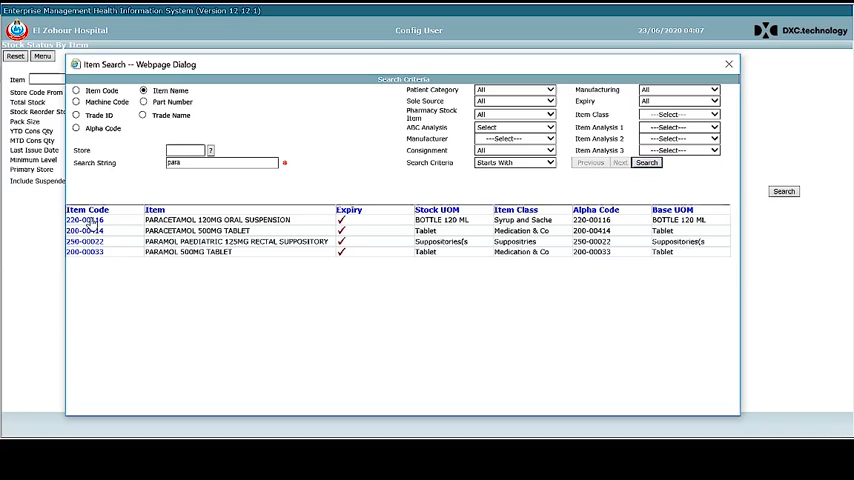 Enterprise Management Health Information System (Version 12.12.1)
El Zohour Hospital Config User 23/06/2020 04:07 DXC.technology
Stock Status By Item
Reset Menu
Item Search -- Webpage Dialog
Search Criteria
Item
Store Code From
Total Stock
Stock Reorder Sto
Pack Size
YTD Cons Qty
MTD Cons Qty
Last Issue Date
Minimum Level
Primary Store
Include Suspende
Item Code Item Name Patient Category All Manufacturing All
Machine Code Part Number Sole Source All Expiry All
Trade ID Trade Name Pharmacy Stock Item All Item Class ---Select---
Alpha Code ABC Analysis Select Item Analysis 1 ---Select---
Manufacturer ---Select--- Item Analysis 2 ---Select---
Store ? Consignment All Item Analysis 3 ---Select---
Search String para Search Criteria Starts With Previous Next Search
Search
Item Code Item Expiry Stock UOM Item Class Alpha Code Base UOM
220-00116 PARACETAMOL 120MG ORAL SUSPENSION BOTTLE 120 ML Syrup and Sache 220-00116 BOTTLE 120 ML
200-00414 PARACETAMOL 500MG TABLET Tablet Medication & Co 200-00414 Tablet
250-00022 PARAMOL PAEDIATRIC 125MG RECTAL SUPPOSITORY Suppositories(s Suppositries 250-00022 Suppositories(s
200-00033 PARAMOL 500MG TABLET Tablet Medication & Co 200-00033 Tablet